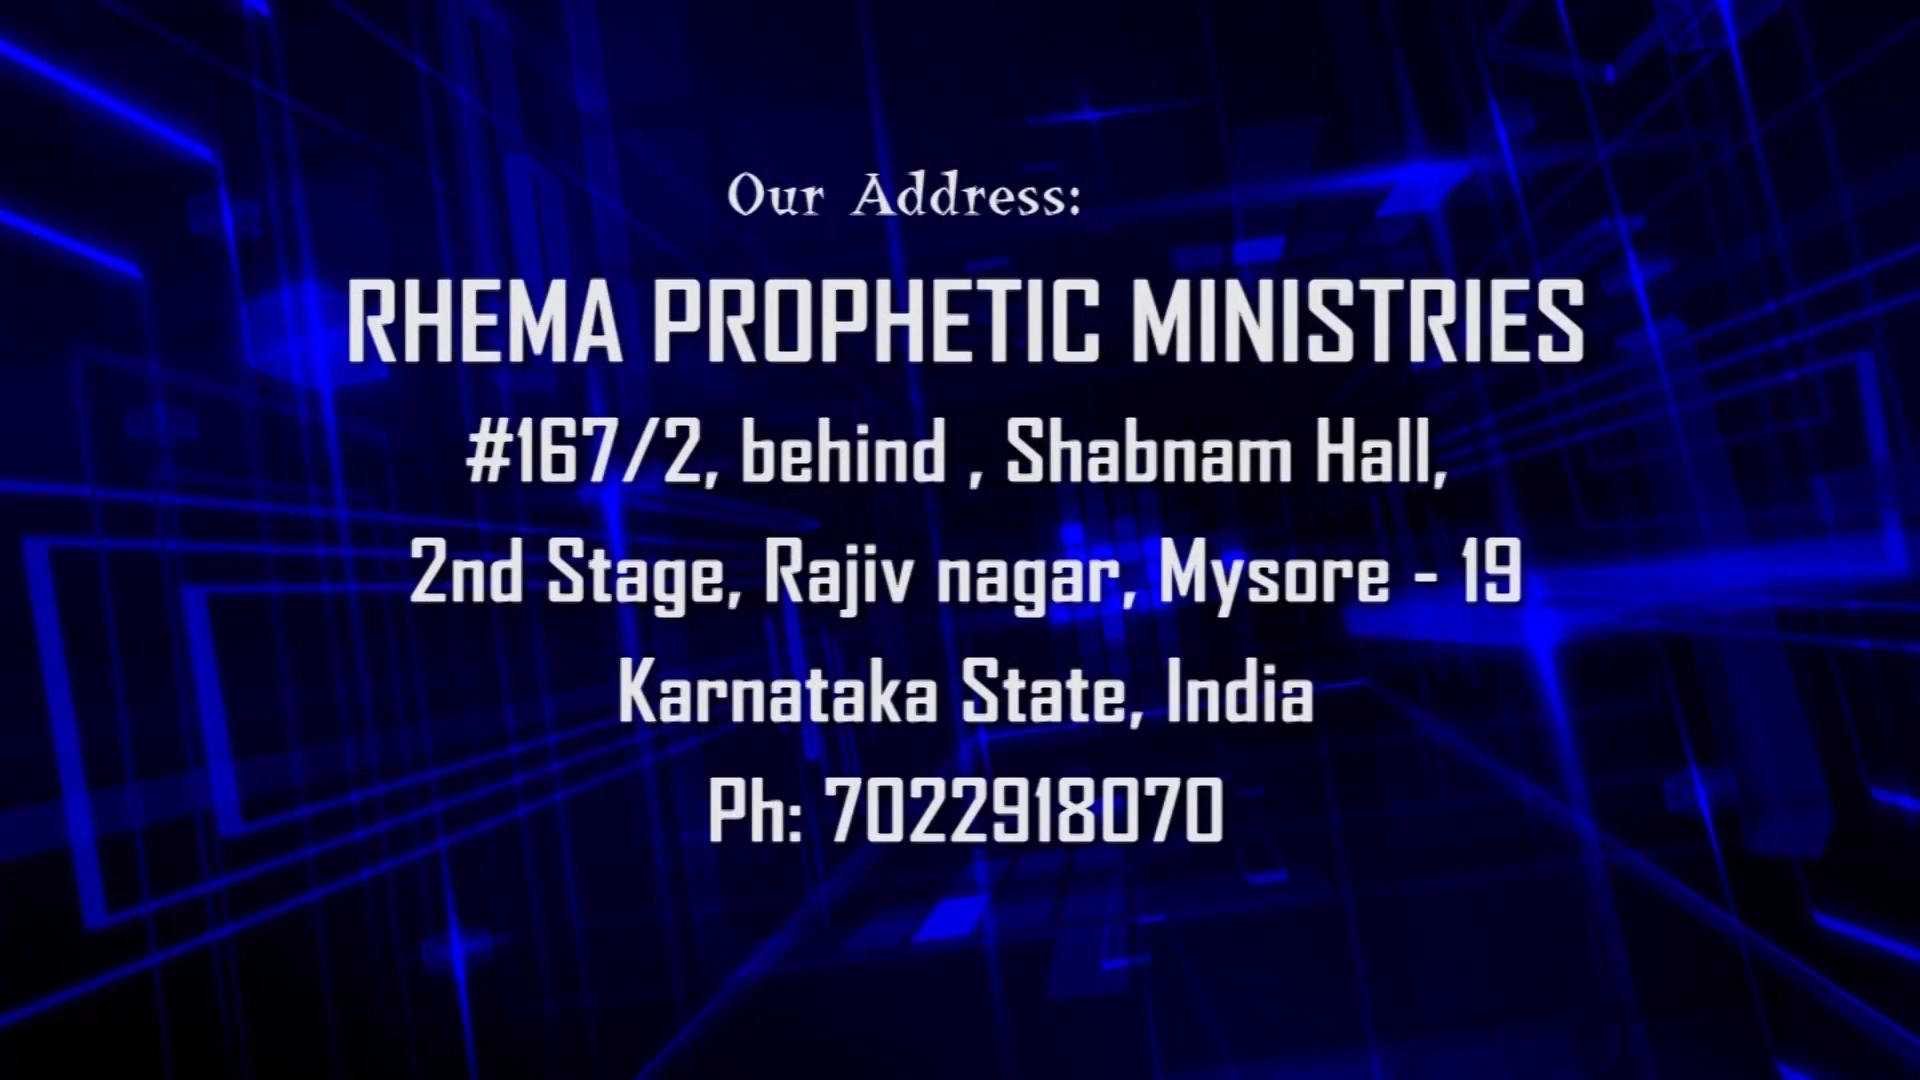 Our Address:
RHEMA PROPHETIC MINISTRIES
#167/2, behind , Shabnam Hall,
2nd Stage, Rajiv nagar, Mysore - 19
Karnataka State, India
Ph: 7022918070